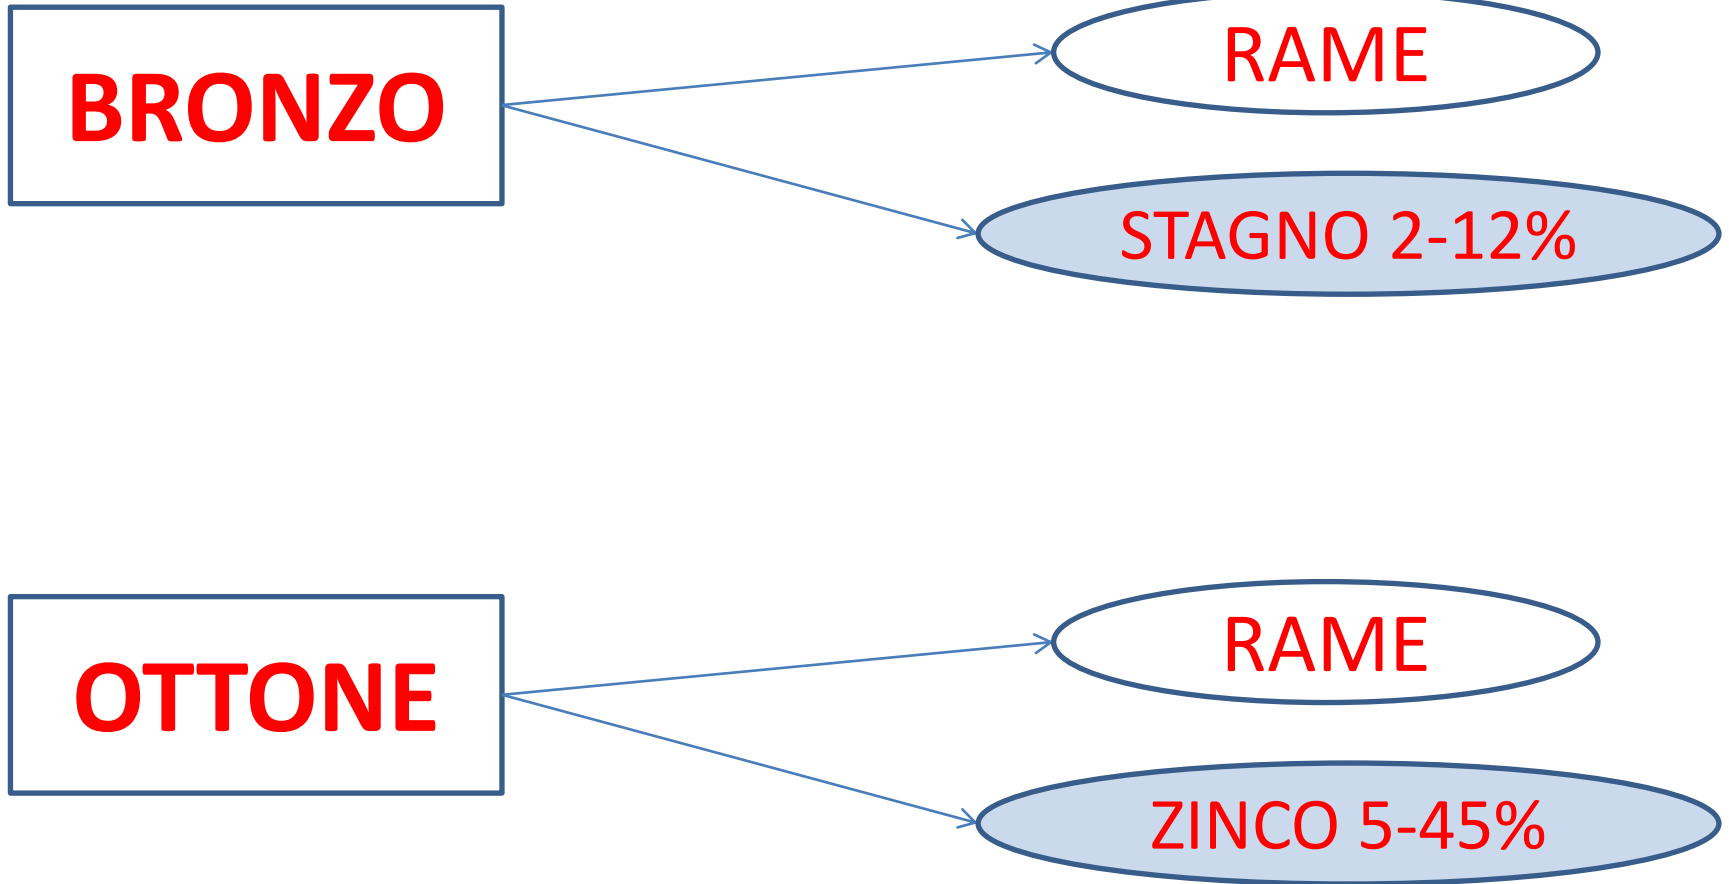 BRONZO
RAME
STAGNO 2-12%
OTTONE
RAME
ZINCO 5-45%